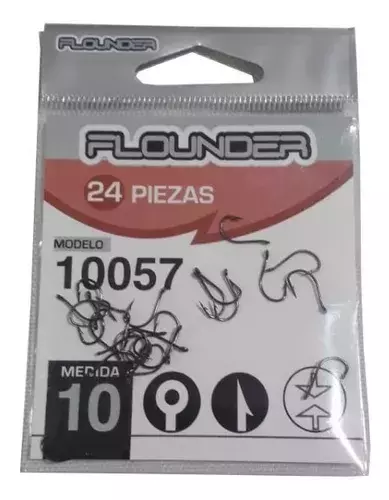 FLOUNDER
FLOUNDER
24 PIEZAS
MODELO
10057
MEDIDA
10